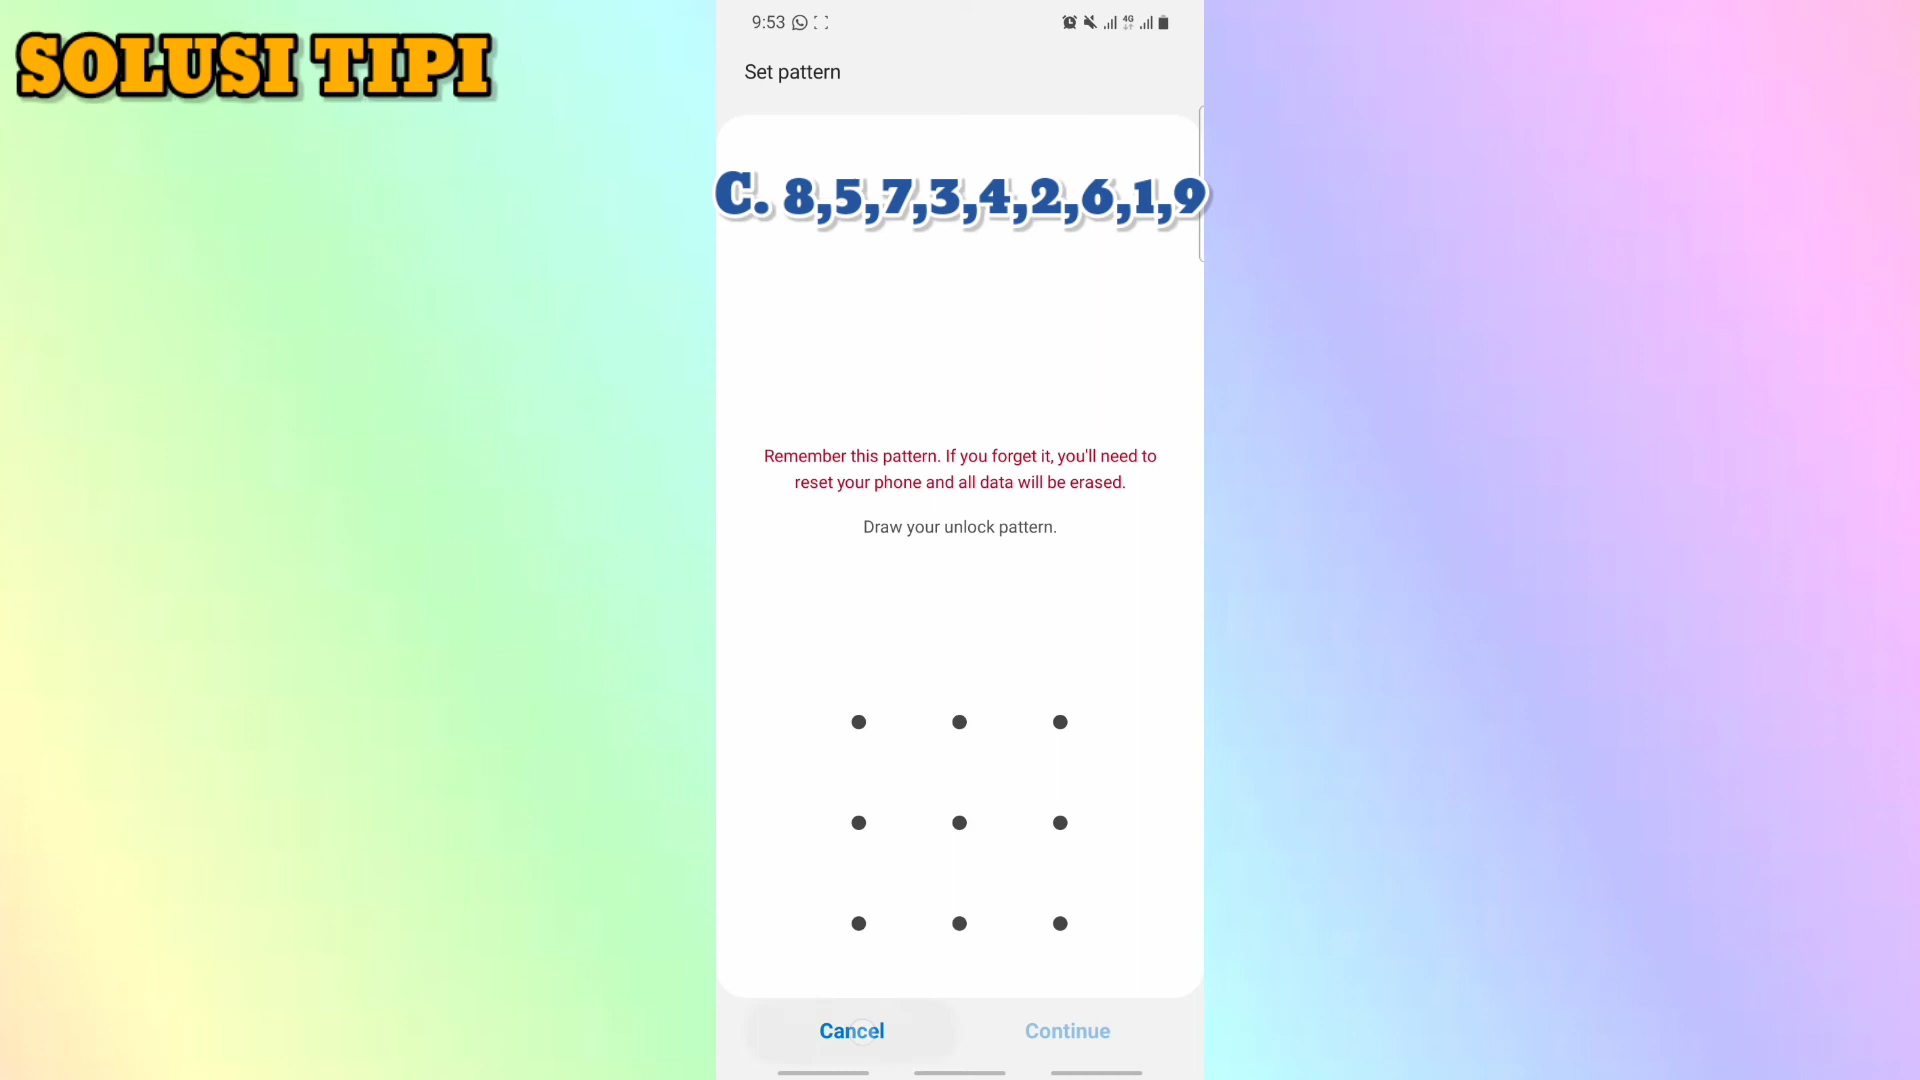 SOLUSI TIPI
9:53
4G
Set pattern
C. 8,5,7,3,4,2,6,1,9
Remember this pattern. If you forget it, you'll need to
reset your phone and all data will be erased.
Draw your unlock pattern.
Cancel
Continue